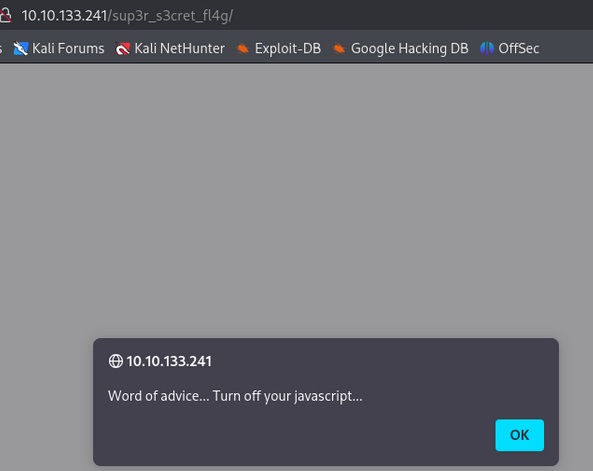 10.10.133.241/sup3r_s3cret_fl4g/
s Kali Forums Kali NetHunter Exploit-DB Google Hacking DB OffSec
10.10.133.241
Word of advice... Turn off your javascript...
OK